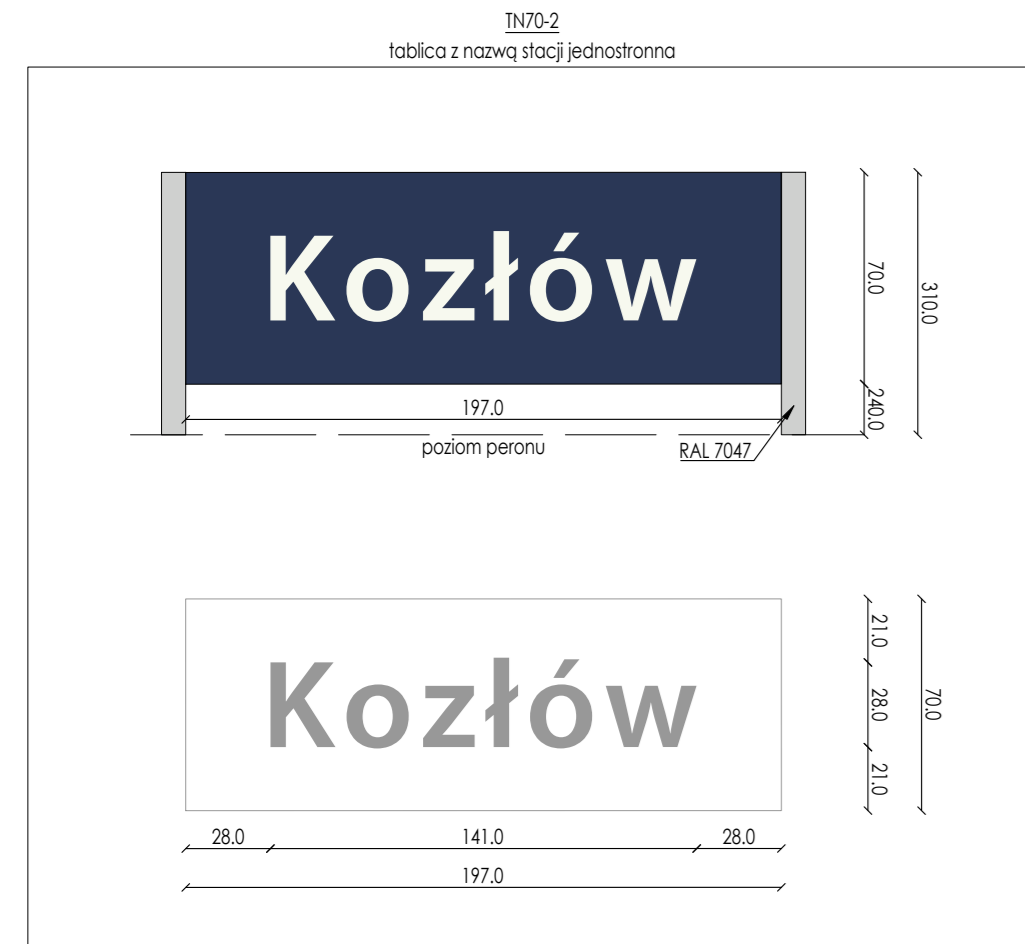 TN70-2
tablica z nazwą stacji jednostronna
Kozłów
70.0
310.0
240.0
197.0
poziom peronu
RAL 7047
Kozłów
21.0
28.0
21.0
70.0
28.0
141.0
28.0
197.0